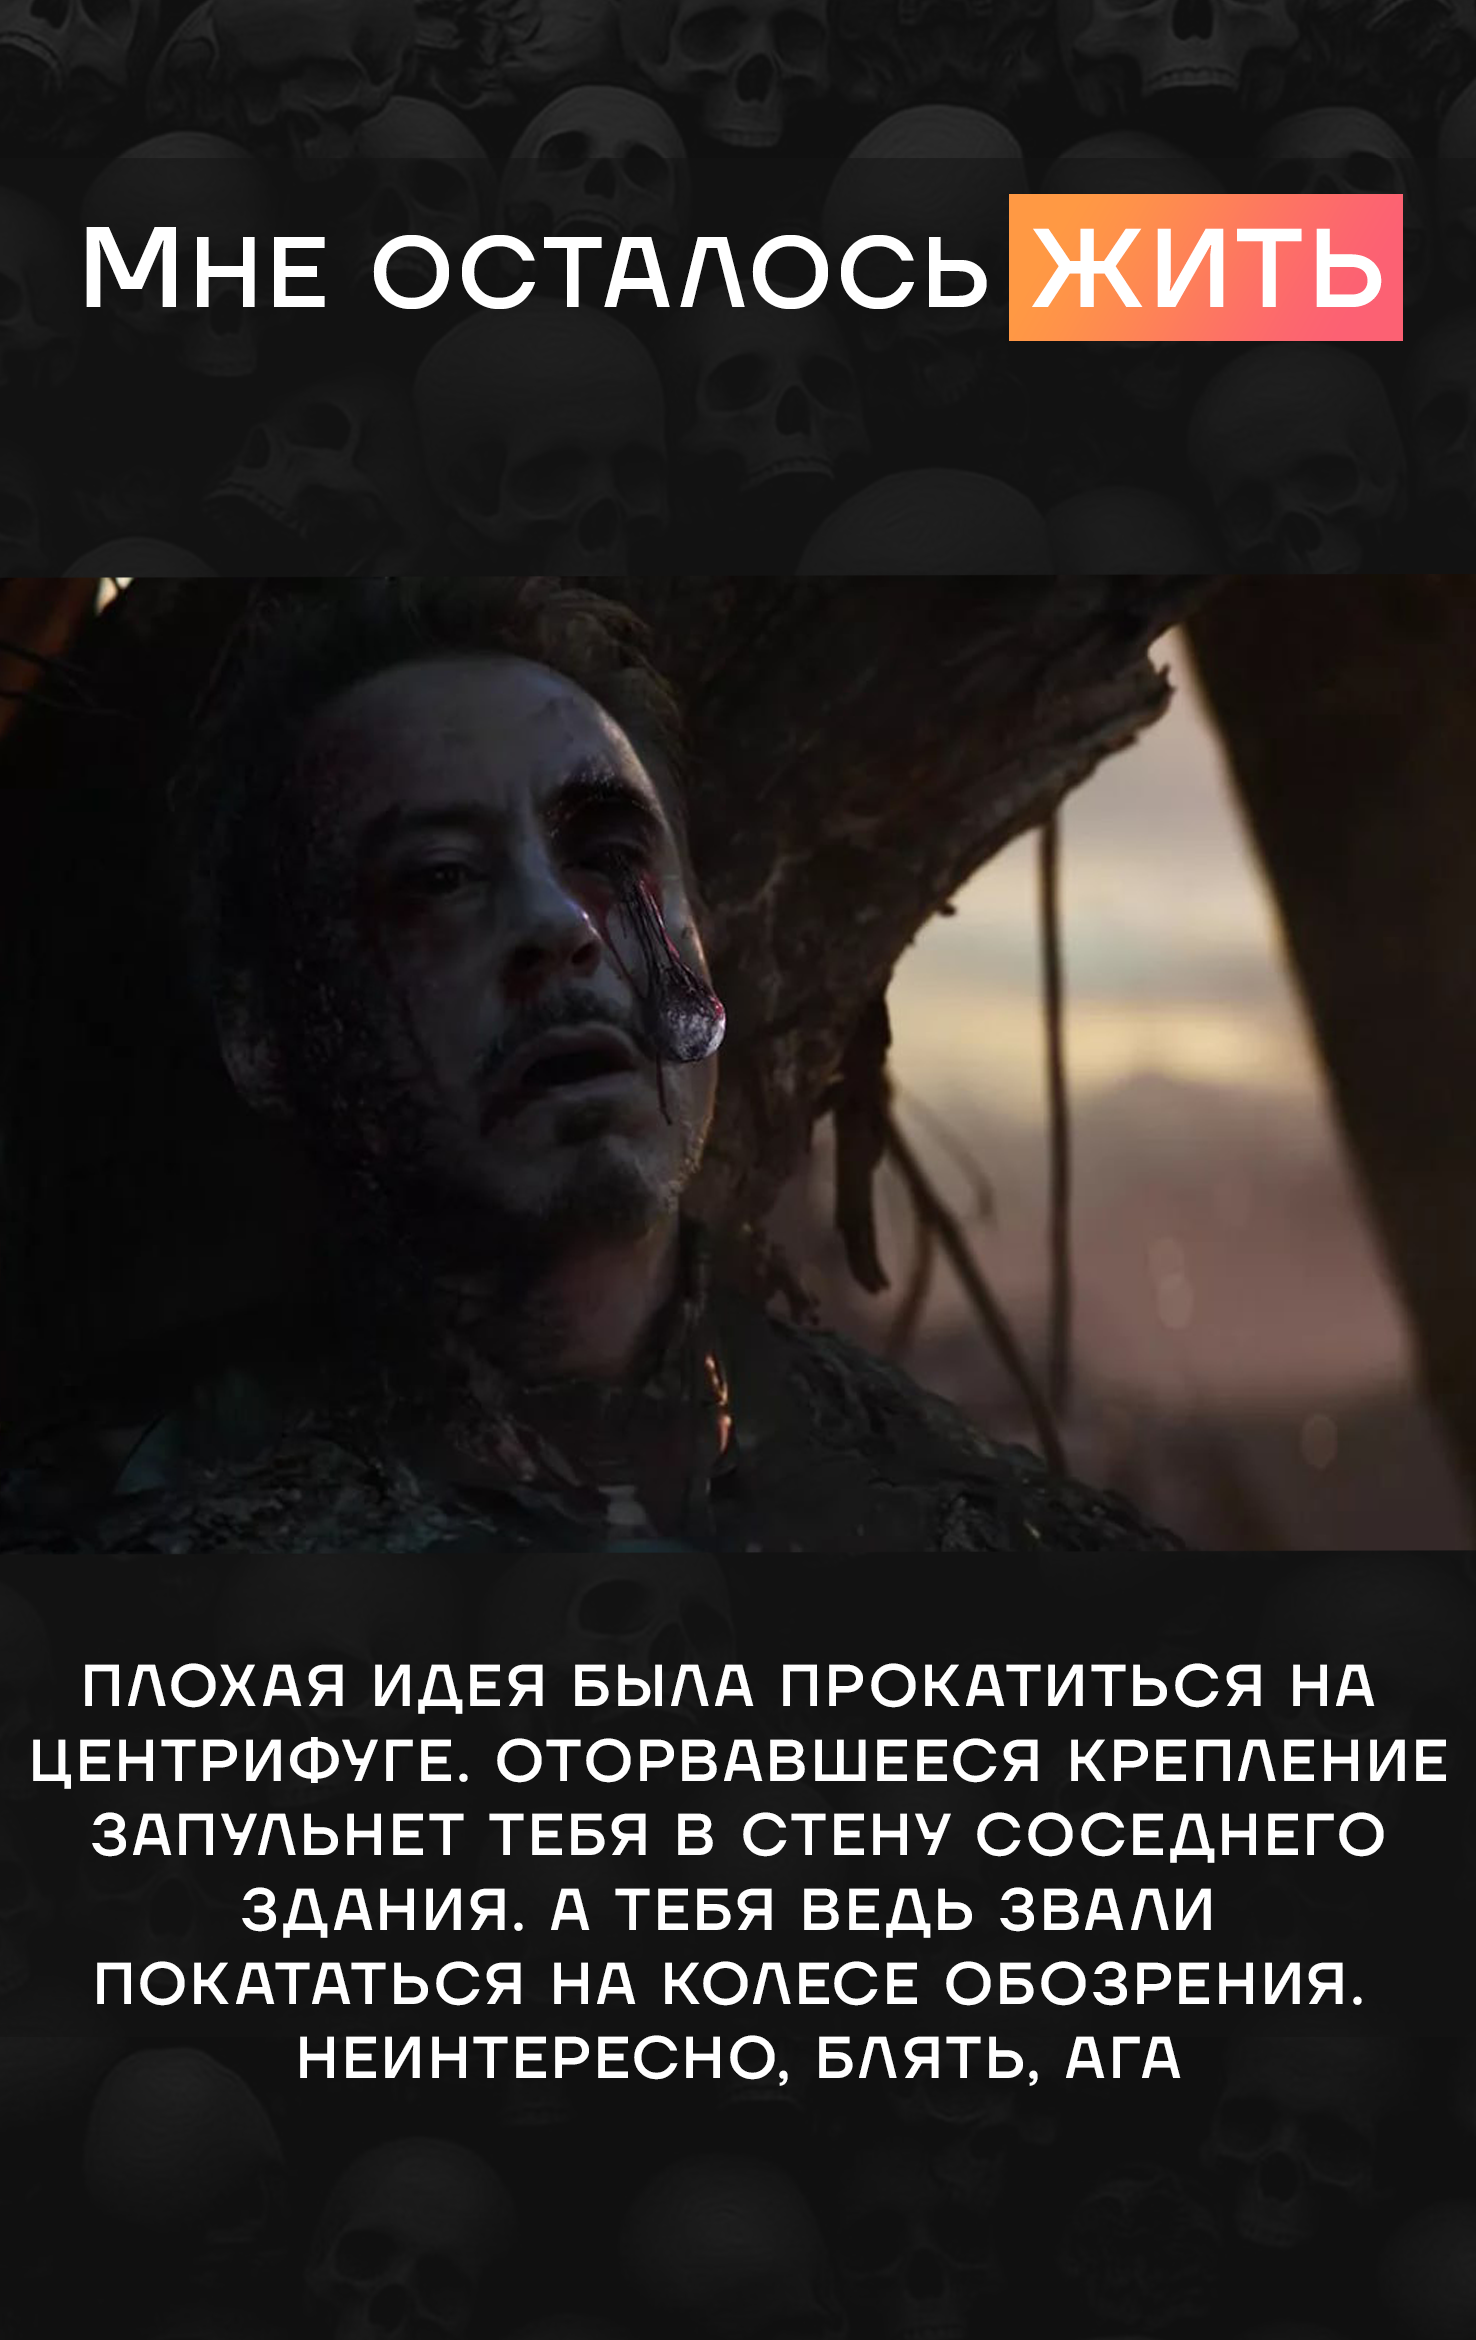 Мне осталось жить
плохая идея была прокатиться на
центрифуге. оторвавшееся крепление
запульнет тебя в стену соседнего
здания. а тебя ведь звали
покататься на колесе обозрения.
неинтересно, блять, ага